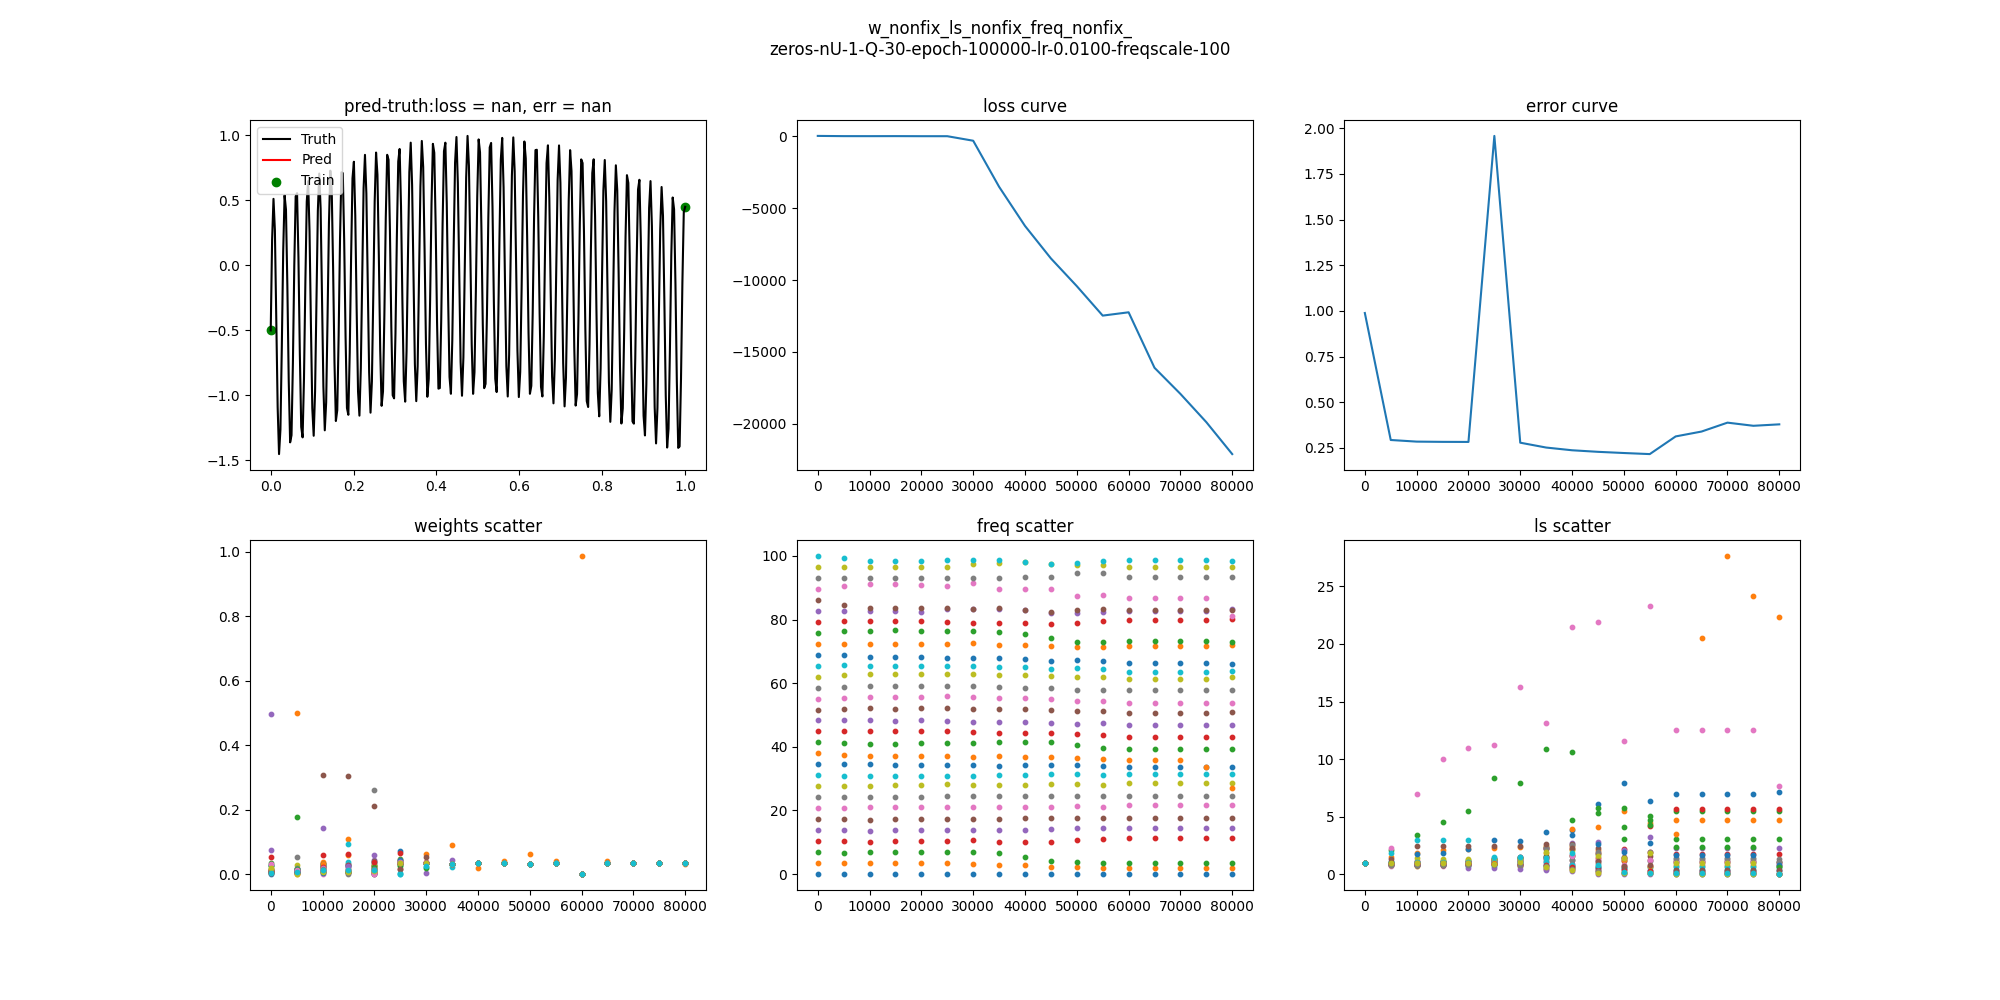 w_nonfix_ls_nonfix_freq_nonfix_
zeros-nU-1-Q-30-epoch-100000-lr-0.0100-freqscale-100
pred-truth:loss = nan, err = nan
1.0
0.5
0.0
−0.5
−1.0
−1.5
Truth
Pred
Train
0.0 0.2 0.4 0.6 0.8 1.0
loss curve
0
−5000
−10000
−15000
−20000
0 10000 20000 30000 40000 50000 60000 70000 80000
error curve
2.00
1.75
1.50
1.25
1.00
0.75
0.50
0.25
0 10000 20000 30000 40000 50000 60000 70000 80000
weights scatter
1.0
0.8
0.6
0.4
0.2
0.0
0 10000 20000 30000 40000 50000 60000 70000 80000
freq scatter
100
80
60
40
20
0
0 10000 20000 30000 40000 50000 60000 70000 80000
ls scatter
25
20
15
10
5
0
0 10000 20000 30000 40000 50000 60000 70000 80000